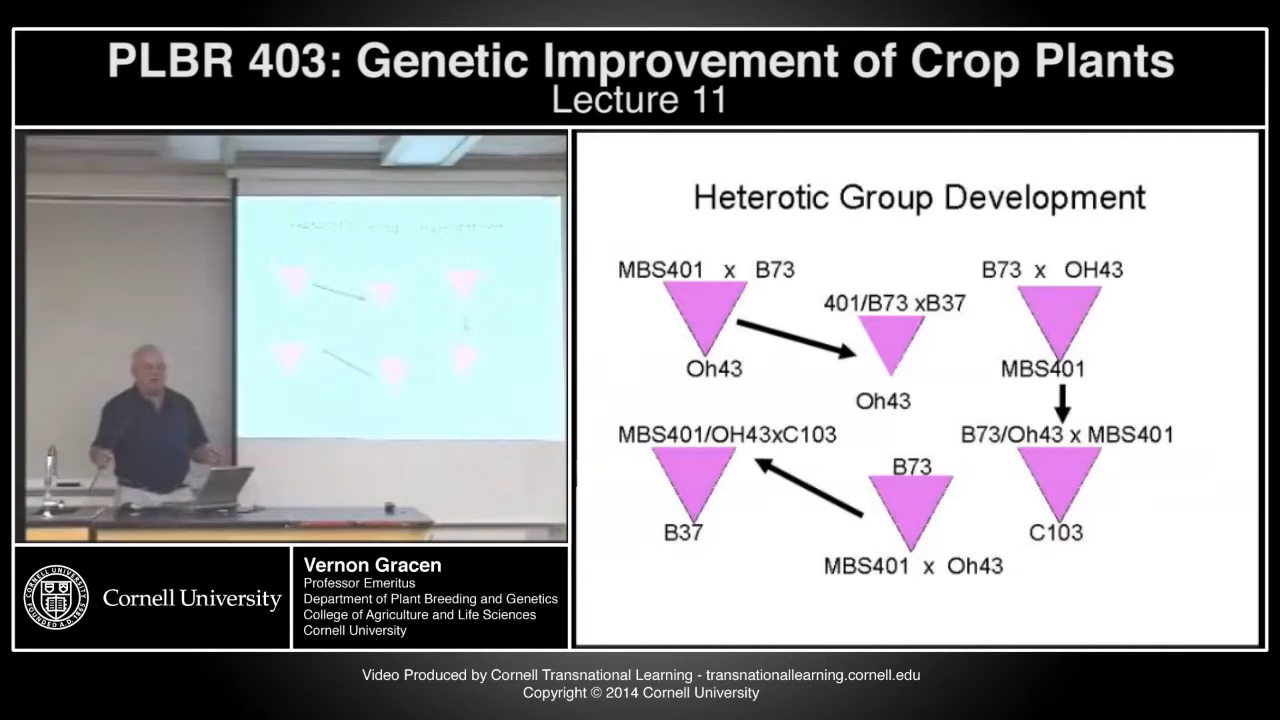 PLBR 403: Genetic Improvement of Crop Plants
Lecture 11
Heterotic Group Development
MBS401 x B73
B73 x OH43
401/B73 xB37
Oh43
MBS401
Oh43
MBS401/OH43xC103
B73/Oh43 x MBS401
B73
B37
C103
MBS401 x Oh43
Cornell University
Vernon Gracen
Professor Emeritus
Department of Plant Breeding and Genetics
College of Agriculture and Life Sciences
Cornell University
Video Produced by Cornell Transnational Learning - transnationallearning.cornell.edu
Copyright © 2014 Cornell University